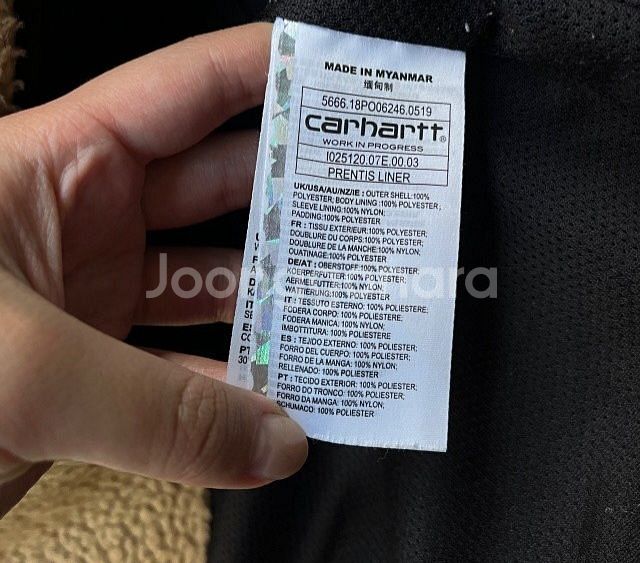 MADE IN MYANMAR
缅甸制
5666.18PO06246.0519
carhartt®
WORK IN PROGRESS
I025120.07E.00.03
PRENTIS LINER
UK/USA/AU/NZ/IE : OUTER SHELL:100%
POLYESTER; BODY LINING :100% POLYESTER ;
SLEEVE LINING:100% NYLON;
PADDING:100% POLYESTER
FR : TISSU EXTERIEUR:100% POLYESTER;
DOUBLURE DU CORPS:100% POLYESTER;
DOUBLURE DE LA MANCHE:100% NYLON;
OUATINAGE:100% POLYESTER
DE/AT : OBERSTOFF:100% POLYESTER;
KOERPERFUTTER:100% POLYESTER;
AERMELFUTTER:100% NYLON;
WATTIERUNG:100% POLYESTER
IT : TESSUTO ESTERNO: 100% POLIESTERE;
FODERA CORPO: 100% POLIESTERE;
FODERA MANICA: 100% NYLON;
IMBOTTITURA: 100% POLIESTERE
ES : TEJIDO EXTERNO: 100% POLIESTER;
FORRO DEL CUERPO: 100% POLIESTER;
FORRO DE LA MANGA: 100% NYLON;
RELLENADO: 100% POLIESTER
PT : TECIDO EXTERIOR: 100% POLIESTER;
FORRO DO TRONCO: 100% POLIESTER;
FORRO DA MANGA: 100% NYLON;
SCHUMACO: 100% POLIESTER